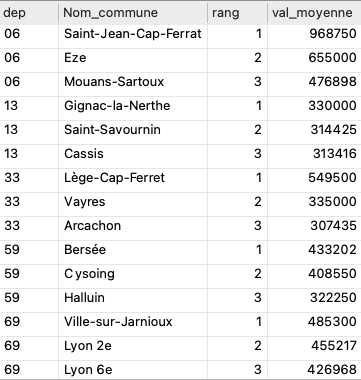 dep Nom_commune rang val_moyenne
06 Saint-Jean-Cap-Ferrat 1 968750
06 Eze 2 655000
06 Mouans-Sartoux 3 476898
13 Gignac-la-Nerthe 1 330000
13 Saint-Savournin 2 314425
13 Cassis 3 313416
33 Lège-Cap-Ferret 1 549500
33 Vayres 2 335000
33 Arcachon 3 307435
59 Bersée 1 433202
59 Cysoing 2 408550
59 Halluin 3 322250
69 Ville-sur-Jarnioux 1 485300
69 Lyon 2e 2 455217
69 Lyon 6e 3 426968